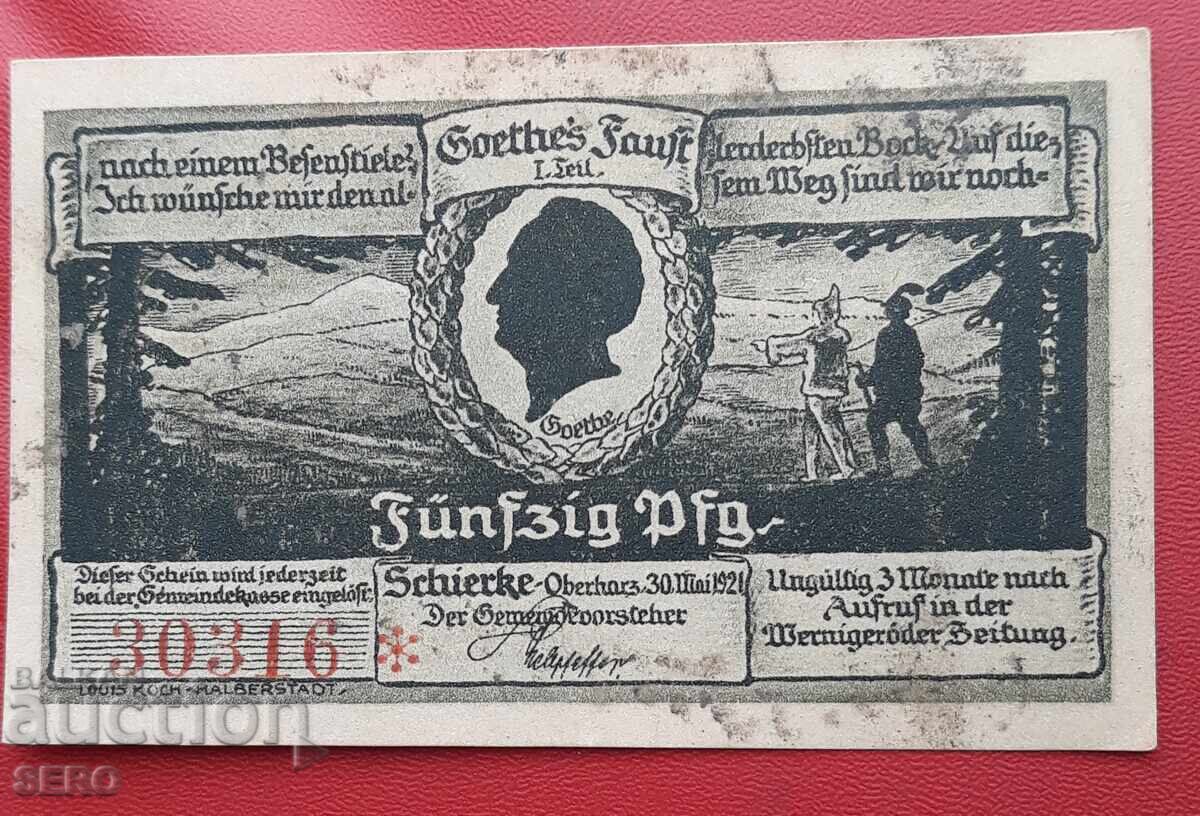 Goethe's Faust
I. Teil.
nach einem Besenstiele?
Ich wünsche mir den al-
lerderbsten Bock. Auf die-
sem Weg sind wir noch-
Goethe.
Fünfzig Pfg.
Dieser Schein wird jederzeit
bei der Gemeindekasse eingelöst.
30316
LOUIS KOCH-HALBERSTADT.
Schierke-Oberharz, 30. Mai 1921
Der Gemeindevorsteher
Ungültig 3 Monate nach
Aufruf in der
Wernigeröder Zeitung.
БАЛКАН
auction
SERO